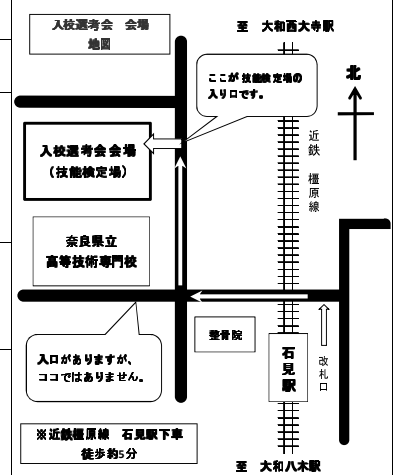 入校選考会　会場
地図
至　大和西大寺駅
ここが技能検定場の
入り口です。
北
入校選考会会場
（技能検定場）
近鉄　橿原線
奈良県立
高等技術専門校
整骨院
石見駅
改札口
入口がありますが、
ココではありません。
※近鉄橿原線　石見駅下車
徒歩約5分
至　大和八木駅